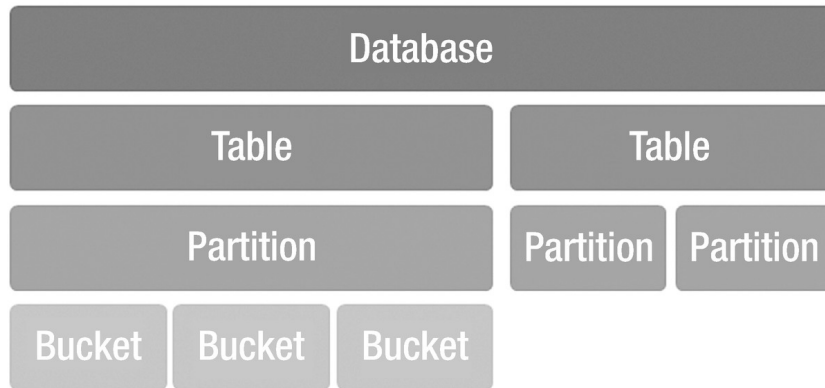 Database
Table Table
Partition Partition Partition
Bucket Bucket Bucket